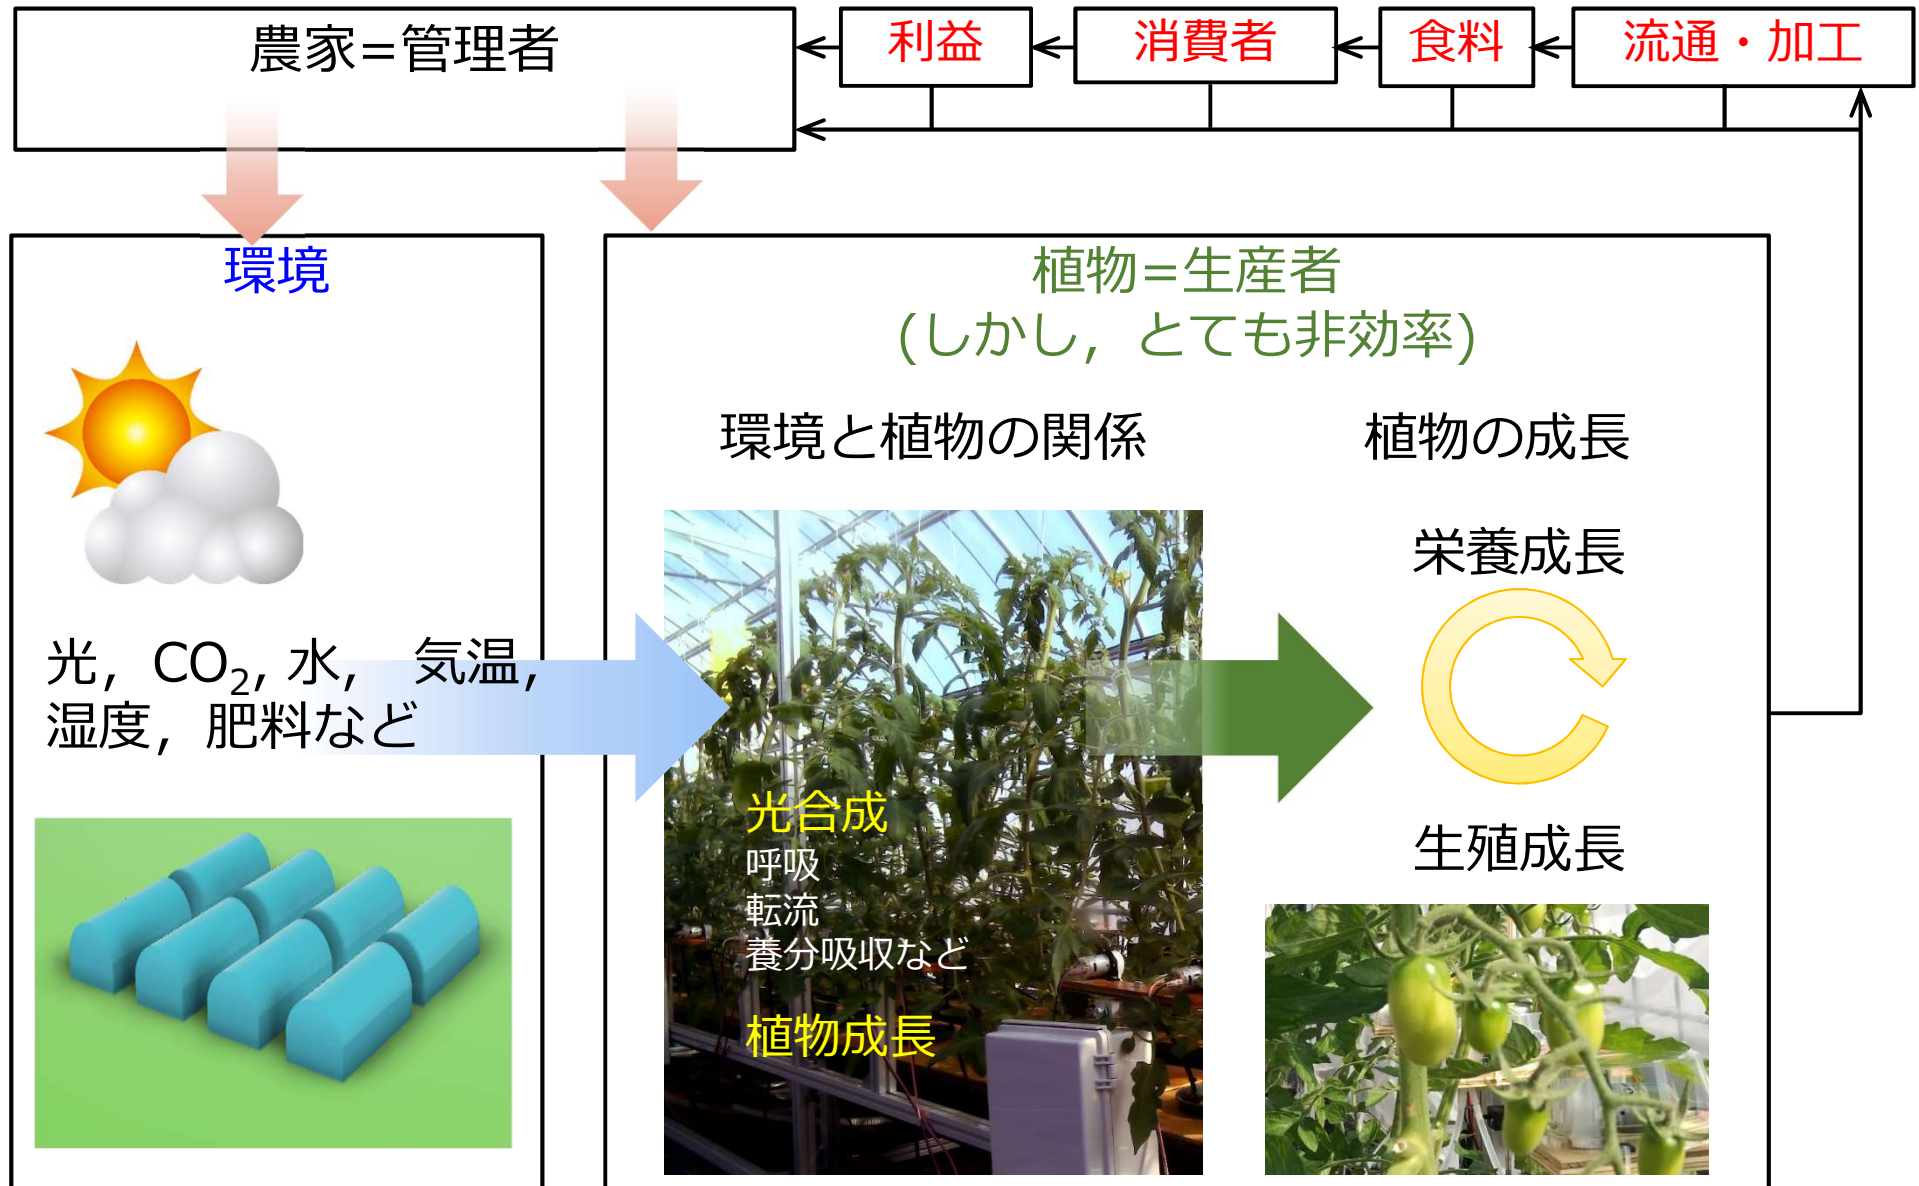 農家=管理者
利益
消費者
食料
流通・加工
環境
植物=生産者
(しかし，とても非効率)
環境と植物の関係
植物の成長
栄養成長
光，CO₂, 水， 気温，
湿度，肥料など
光合成
呼吸
転流
養分吸収など
植物成長
生殖成長